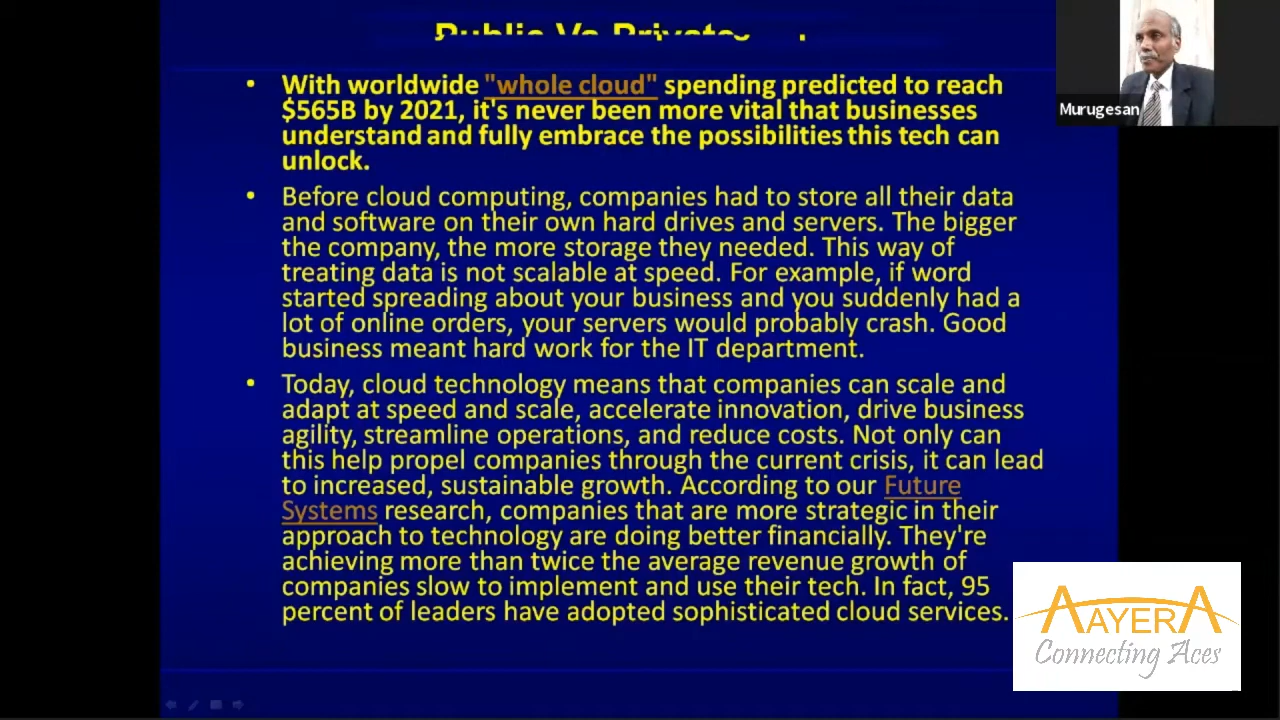 Public Vs Private
With worldwide "whole cloud" spending predicted to reach
$565B by 2021, it's never been more vital that businesses
understand and fully embrace the possibilities this tech can
unlock.
Before cloud computing, companies had to store all their data
and software on their own hard drives and servers. The bigger
the company, the more storage they needed. This way of
treating data is not scalable at speed. For example, if word
started spreading about your business and you suddenly had a
lot of online orders, your servers would probably crash. Good
business meant hard work for the IT department.
Today, cloud technology means that companies can scale and
adapt at speed and scale, accelerate innovation, drive business
agility, streamline operations, and reduce costs. Not only can
this help propel companies through the current crisis, it can lead
to increased, sustainable growth. According to our Future
Systems research, companies that are more strategic in their
approach to technology are doing better financially. They're
achieving more than twice the average revenue growth of
companies slow to implement and use their tech. In fact, 95
percent of leaders have adopted sophisticated cloud services.
Murugesan
AAYERA
Connecting Aces